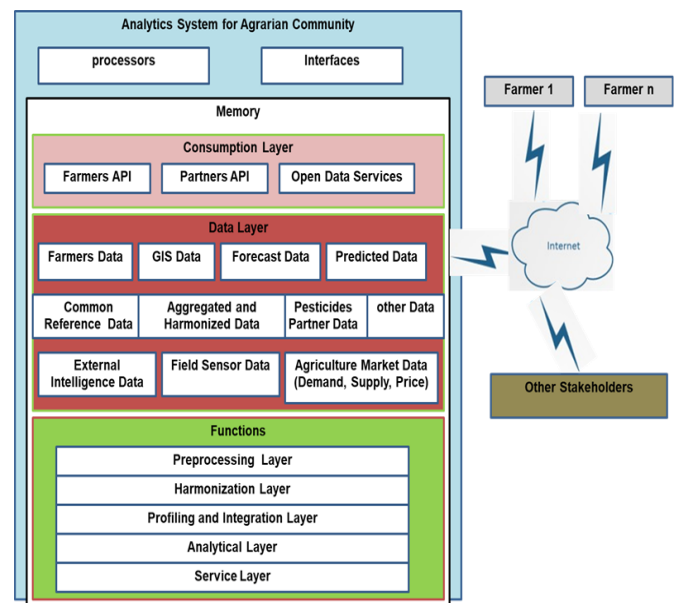 Analytics System for Agrarian Community
processors
Interfaces
Farmer 1
Farmer n
Memory
Consumption Layer
Farmers API
Partners API
Open Data Services
Data Layer
Farmers Data
GIS Data
Forecast Data
Predicted Data
Internet
Common
Reference Data
Aggregated and
Harmonized Data
Pesticides
Partner Data
other Data
External
Intelligence Data
Field Sensor Data
Agriculture Market Data
(Demand, Supply, Price)
Other Stakeholders
Functions
Preprocessing Layer
Harmonization Layer
Profiling and Integration Layer
Analytical Layer
Service Layer